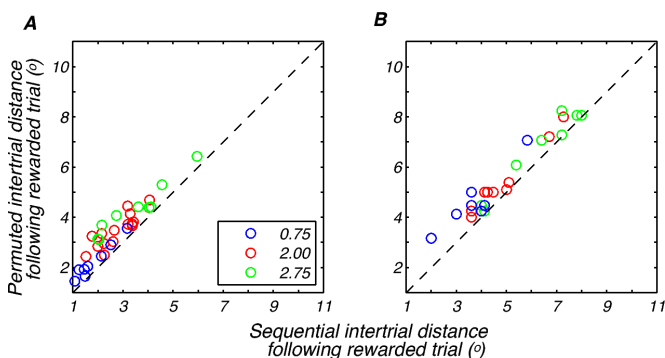 A
B
Permuted intertrial distance
following rewarded trial (o)
10
8
6
4
2
1 3 5 7 9 11
0.75
2.00
2.75
10
8
6
4
2
1 3 5 7 9 11
Sequential intertrial distance
following rewarded trial (o)